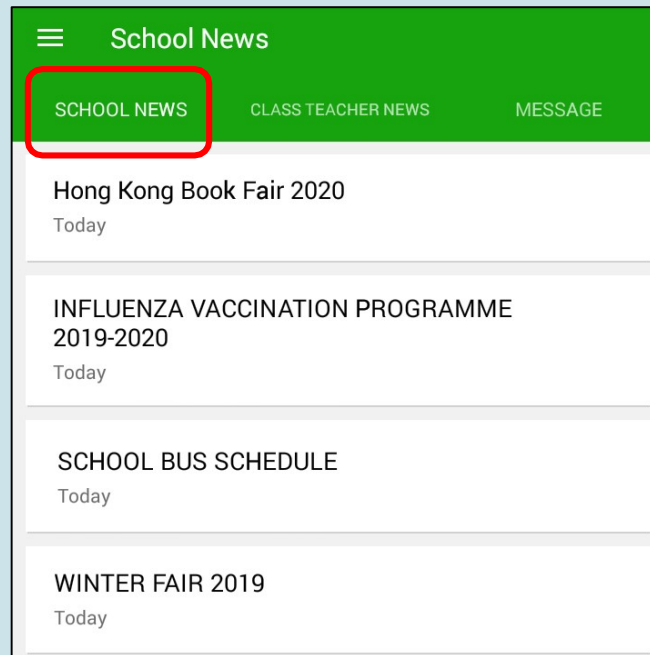 School News
SCHOOL NEWS CLASS TEACHER NEWS MESSAGE
Hong Kong Book Fair 2020
Today
INFLUENZA VACCINATION PROGRAMME
2019-2020
Today
SCHOOL BUS SCHEDULE
Today
WINTER FAIR 2019
Today